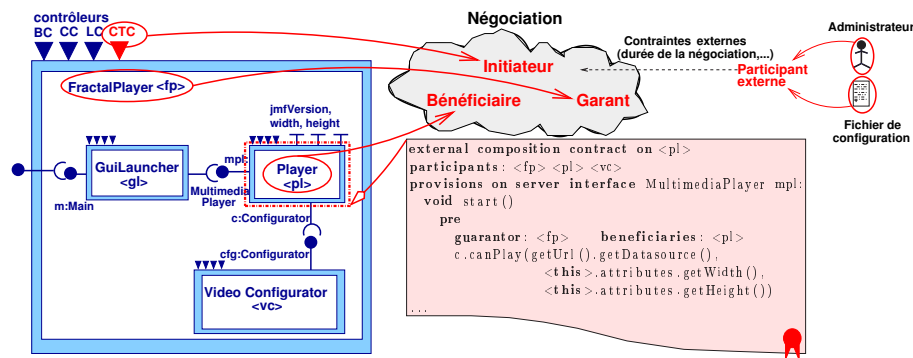 contrôleurs
BC CC LC CTC
FractalPlayer <fp>
jmfVersion,
width, height
mpl:
GuiLauncher
<gl>
m:Main
Multimedia
Player
Player
<pl>
c:Configurator
cfg:Configurator
Video Configurator
<vc>
Négociation
Initiateur
Bénéficiaire
Garant
Contraintes externes
(durée de la négociation,...)
Participant
externe
Administrateur
Fichier de
configuration
external composition contract on <pl>
participants: <fp> <pl> <vc>
provisions on server interface MultimediaPlayer mpl:
void start()
pre
guarantor: <fp> beneficiaries: <pl>
c.canPlay(getUrl().getDatasource(),
<this>.attributes.getWidth(),
<this>.attributes.getHeight())
...